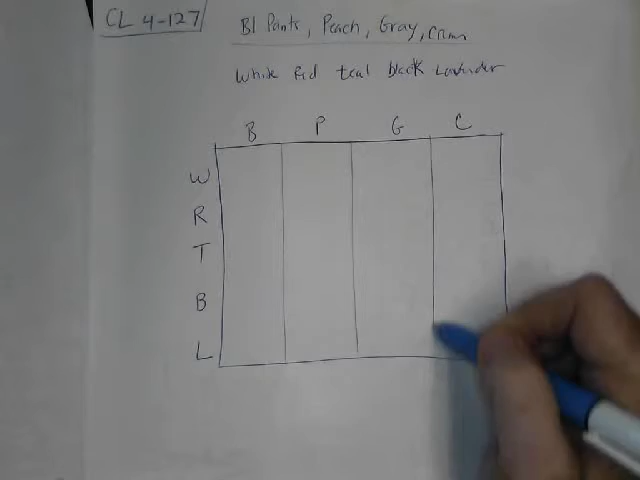 CL 4-127
Bl Pants, Peach, Gray, crm
White Red teal black Lavender
B P G C
W
R
T
B
L